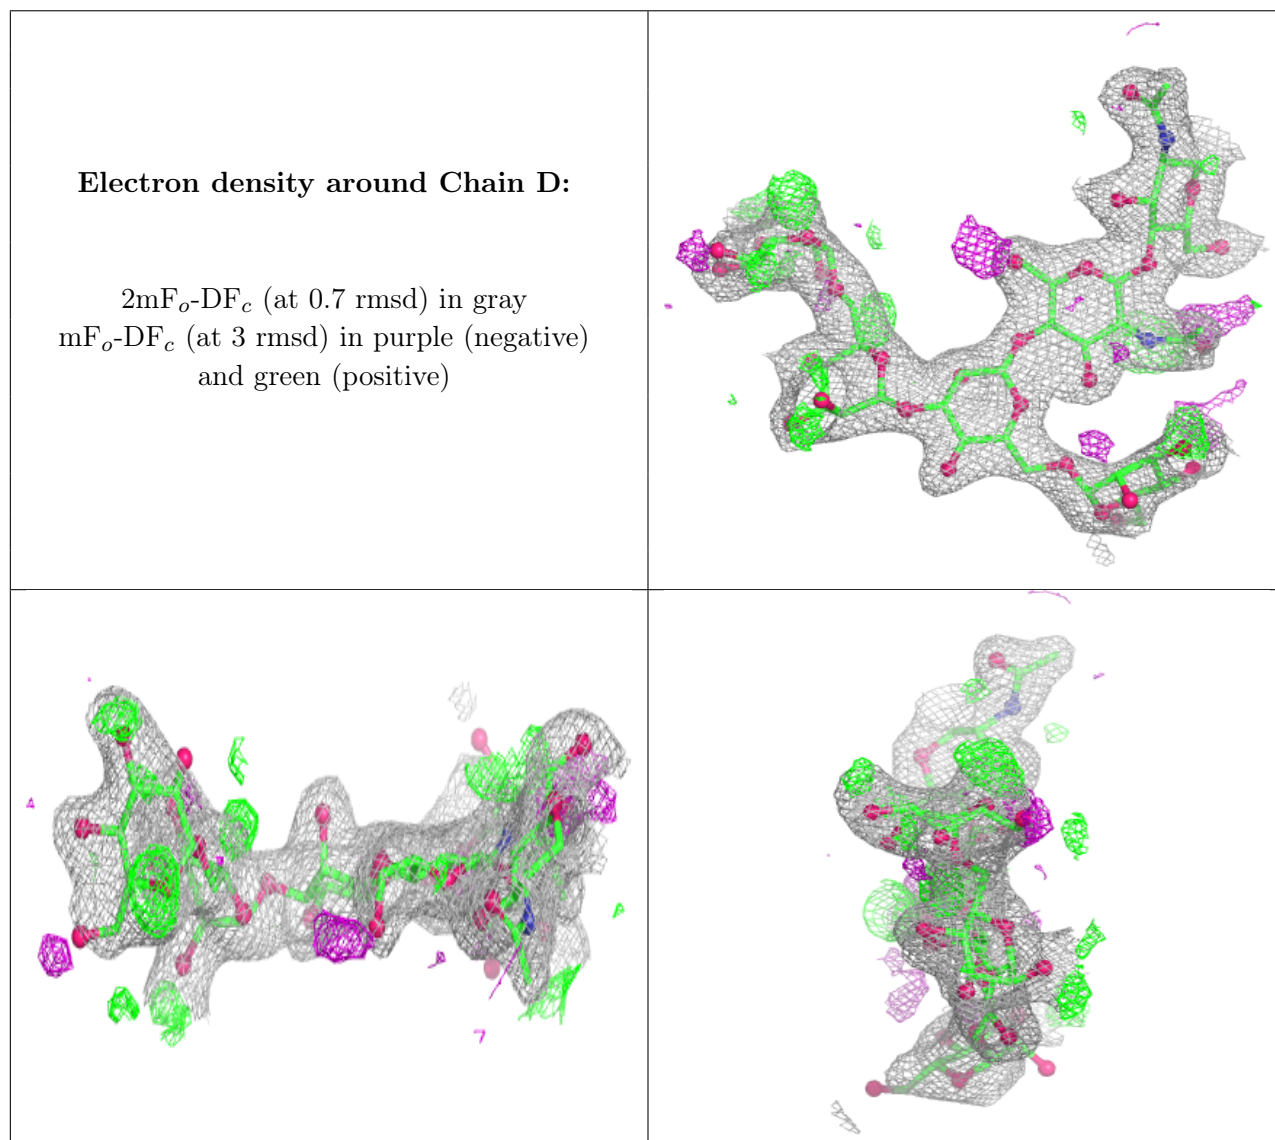 Electron density around Chain D:
2mFₒ-DF𝒸 (at 0.7 rmsd) in gray
mFₒ-DF𝒸 (at 3 rmsd) in purple (negative)
and green (positive)